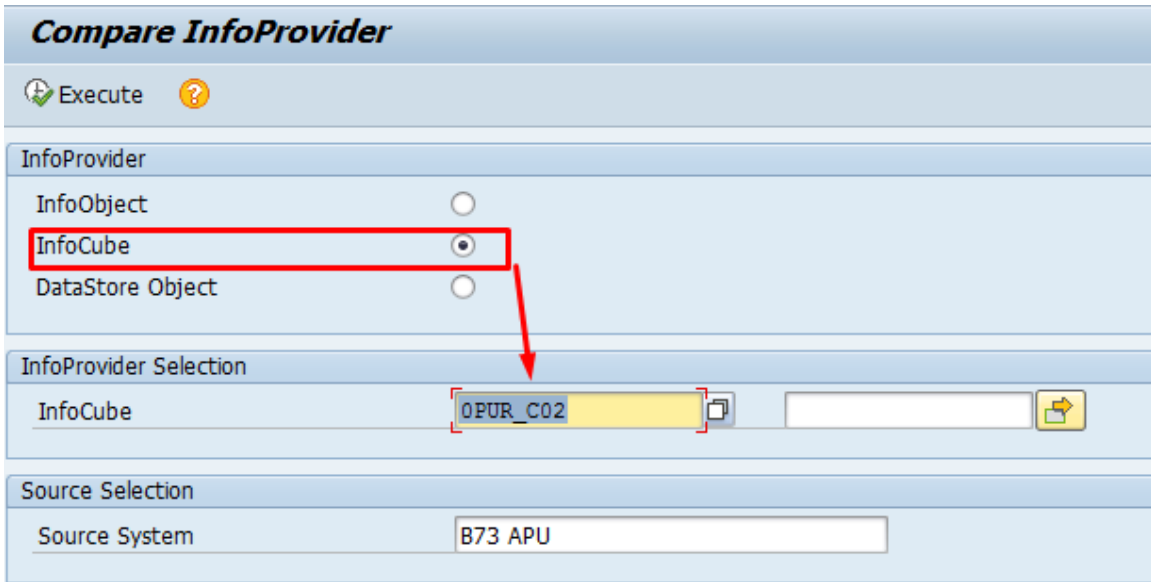 Compare InfoProvider
Execute
InfoProvider
InfoObject
InfoCube
DataStore Object
InfoProvider Selection
InfoCube 0PUR_C02
Source Selection
Source System B73 APU